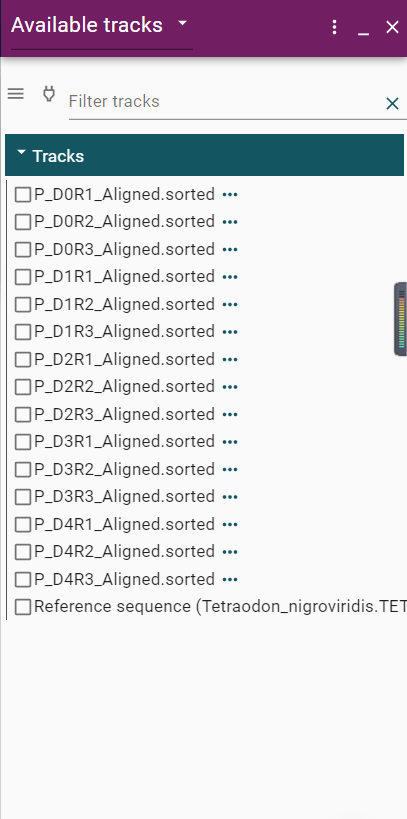 Available tracks
Filter tracks
Tracks
P_D0R1_Aligned.sorted
P_D0R2_Aligned.sorted
P_D0R3_Aligned.sorted
P_D1R1_Aligned.sorted
P_D1R2_Aligned.sorted
P_D1R3_Aligned.sorted
P_D2R1_Aligned.sorted
P_D2R2_Aligned.sorted
P_D2R3_Aligned.sorted
P_D3R1_Aligned.sorted
P_D3R2_Aligned.sorted
P_D3R3_Aligned.sorted
P_D4R1_Aligned.sorted
P_D4R2_Aligned.sorted
P_D4R3_Aligned.sorted
Reference sequence (Tetraodon_nigroviridis.TET